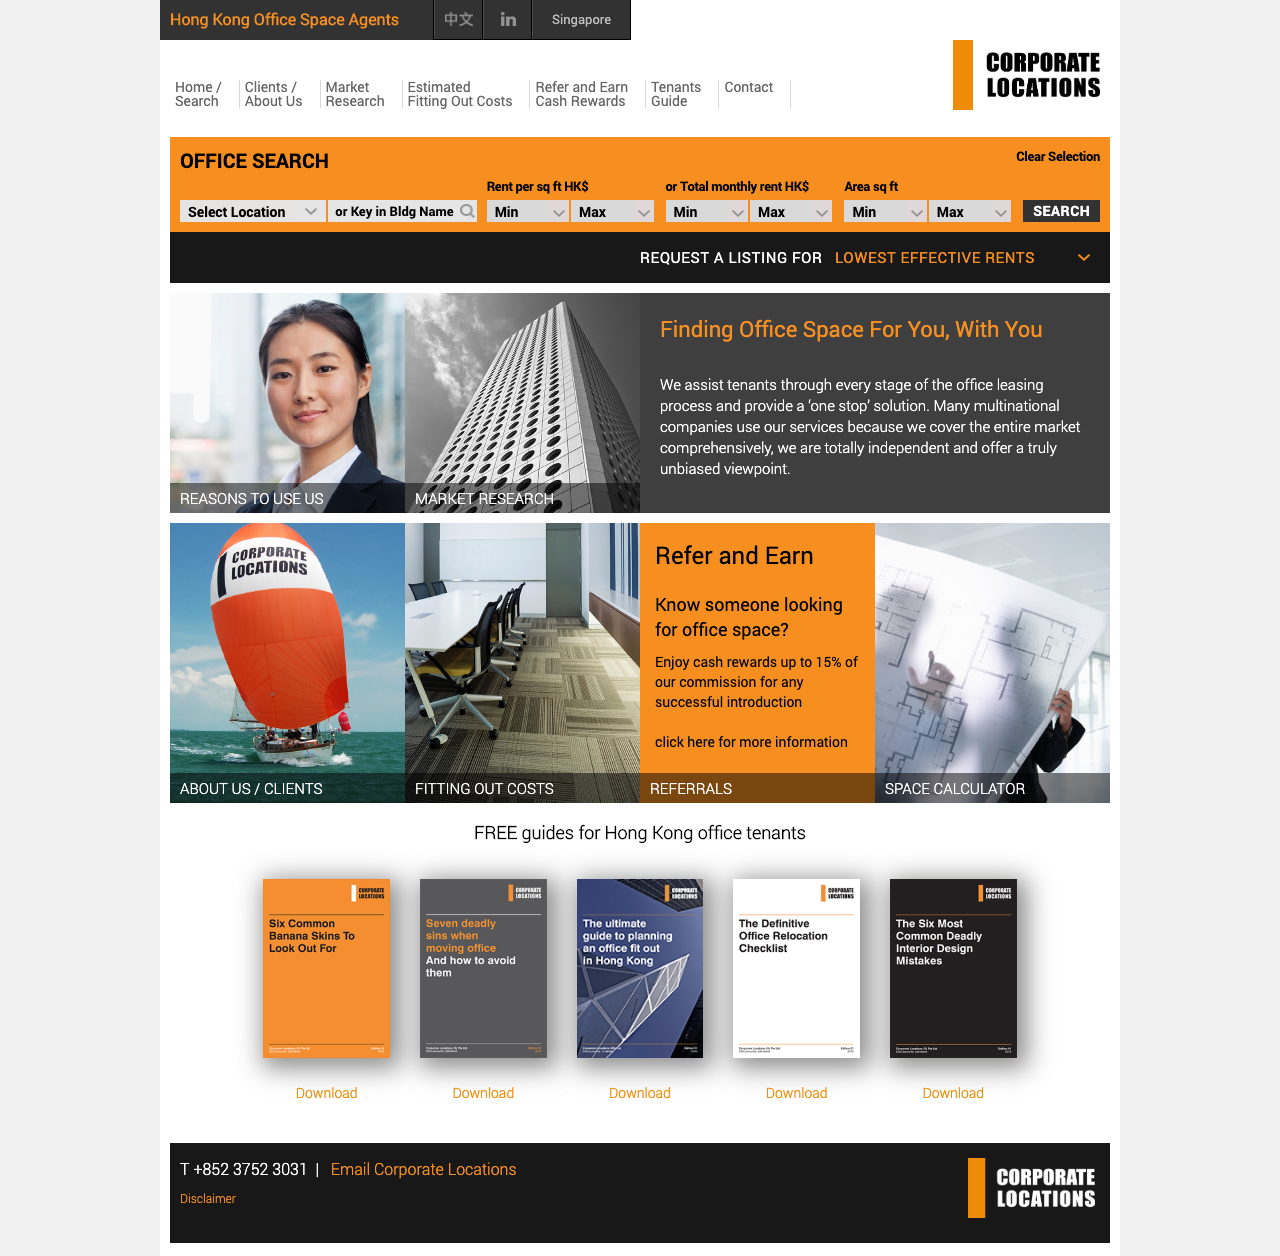 Hong Kong Office Space Agents
中文
in
Singapore
CORPORATE
LOCATIONS
Home /
Search
Clients /
About Us
Market
Research
Estimated
Fitting Out Costs
Refer and Earn
Cash Rewards
Tenants
Guide
Contact
OFFICE SEARCH
Clear Selection
Rent per sq ft HK$
or Total monthly rent HK$
Area sq ft
Select Location
or Key in Bldg Name
Min
Max
Min
Max
Min
Max
SEARCH
REQUEST A LISTING FOR LOWEST EFFECTIVE RENTS
REASONS TO USE US
MARKET RESEARCH
Finding Office Space For You, With You
We assist tenants through every stage of the office leasing
process and provide a ‘one stop’ solution. Many multinational
companies use our services because we cover the entire market
comprehensively, we are totally independent and offer a truly
unbiased viewpoint.
CORPORATE
LOCATIONS
ABOUT US / CLIENTS
FITTING OUT COSTS
Refer and Earn
Know someone looking
for office space?
Enjoy cash rewards up to 15% of
our commission for any
successful introduction
click here for more information
REFERRALS
SPACE CALCULATOR
FREE guides for Hong Kong office tenants
CORPORATE
LOCATIONS
Six Common
Banana Skins To
Look Out For
CORPORATE
LOCATIONS
Seven deadly
sins when
moving office
And how to avoid
them
CORPORATE
LOCATIONS
The ultimate
guide to planning
an office fit out
in Hong Kong
CORPORATE
LOCATIONS
The Definitive
Office Relocation
Checklist
CORPORATE
LOCATIONS
The Six Most
Common Deadly
Interior Design
Mistakes
Download
Download
Download
Download
Download
T +852 3752 3031 | Email Corporate Locations
Disclaimer
CORPORATE
LOCATIONS